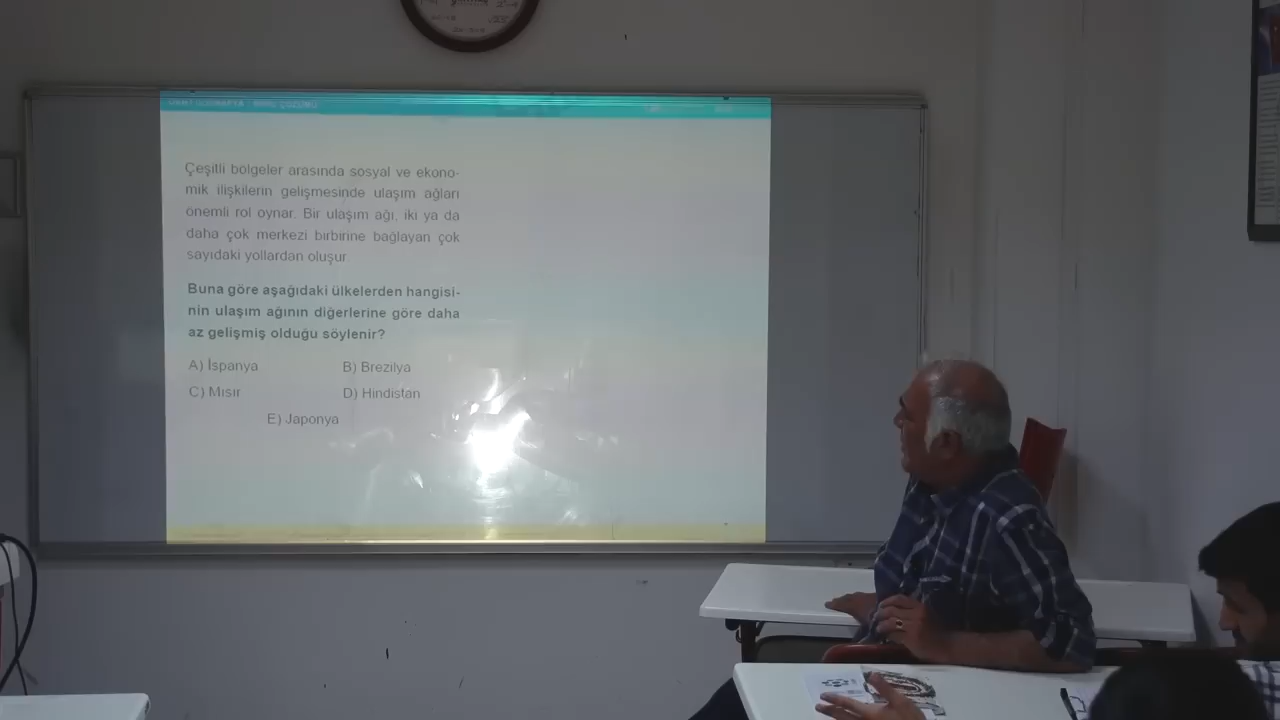 Çeşitli bölgeler arasında sosyal ve ekono-
mik ilişkilerin gelişmesinde ulaşım ağları
önemli rol oynar. Bir ulaşım ağı, iki ya da
daha çok merkezi birbirine bağlayan çok
sayıdaki yollardan oluşur.
Buna göre aşağıdaki ülkelerden hangisi-
nin ulaşım ağının diğerlerine göre daha
az gelişmiş olduğu söylenir?
A) İspanya B) Brezilya
C) Mısır D) Hindistan
E) Japonya